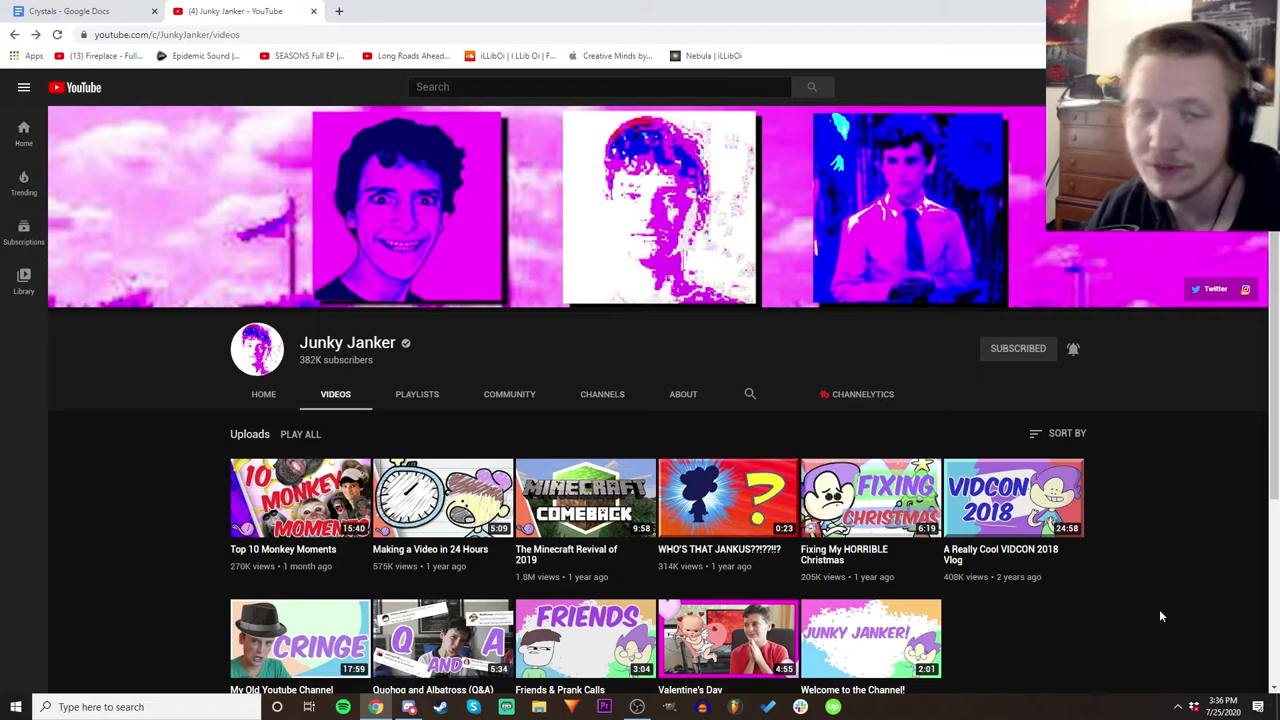 Crystals - Google Docs
(4) Junky Janker - YouTube
youtube.com/c/JunkyJanker/videos
Apps
(13) Fireplace - Full...
Epidemic Sound |...
SEASONS Full EP |...
Long Roads Ahead...
iLLibOi | I LLib Oi | F...
Creative Minds by...
Nebula | iLLibOi
YouTube
Search
Home
Trending
Subscriptions
Library
Twitter
Junky Janker
382K subscribers
SUBSCRIBED
HOME
VIDEOS
PLAYLISTS
COMMUNITY
CHANNELS
ABOUT
CHANNELYTICS
Uploads
PLAY ALL
SORT BY
10 MONKEY MOMENTS
15:40
5:09
MINECRAFT
COMEBACK
9:58
?
0:23
FIXING
CHRISTMAS
6:19
VIDCON
2018
24:58
Top 10 Monkey Moments
270K views • 1 month ago
Making a Video in 24 Hours
575K views • 1 year ago
The Minecraft Revival of 2019
1.8M views • 1 year ago
WHO'S THAT JANKUS??!??!!?
314K views • 1 year ago
Fixing My HORRIBLE Christmas
205K views • 1 year ago
A Really Cool VIDCON 2018 Vlog
408K views • 2 years ago
CRINGE
17:59
Q AND A
5:34
FRIENDS
3:04
4:55
JUNKY JANKER!
2:01
My Old Youtube Channel
Quohog and Albatross (Q&A)
Friends & Prank Calls
Valentine's Day
Welcome to the Channel!
Type here to search
3:36 PM
7/25/2020